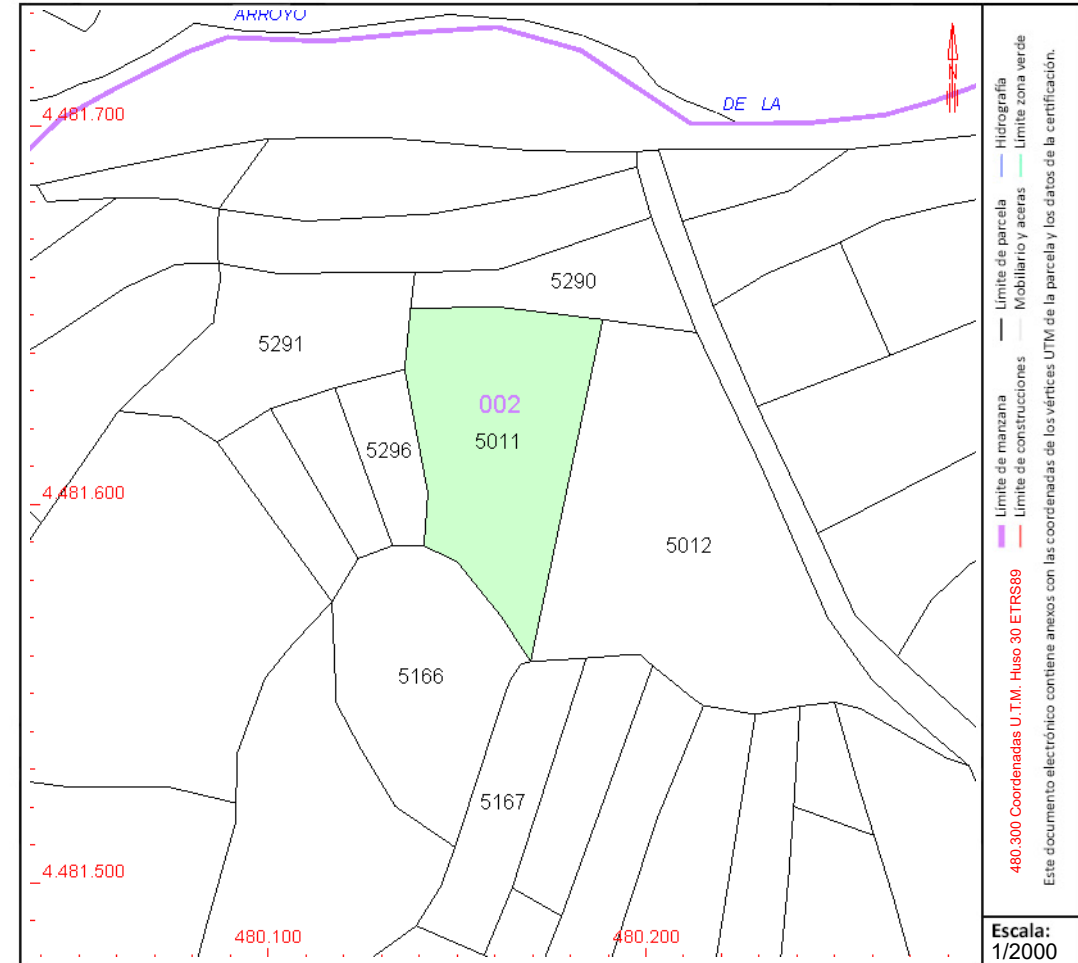 ARROYO
DE LA
4.481.700
5290
5291
002
5011
5296
4.481.600
5012
5166
5167
4.481.500
480.100
480.200
Límite de manzana
Límite de parcela
Hidrografía
480.300 Coordenadas U.T.M. Huso 30 ETRS89
Límite de construcciones
Mobiliario y aceras
Límite zona verde
Este documento electrónico contiene anexos con las coordenadas de los vértices UTM de la parcela y los datos de la certificación.
N
Escala:
1/2000